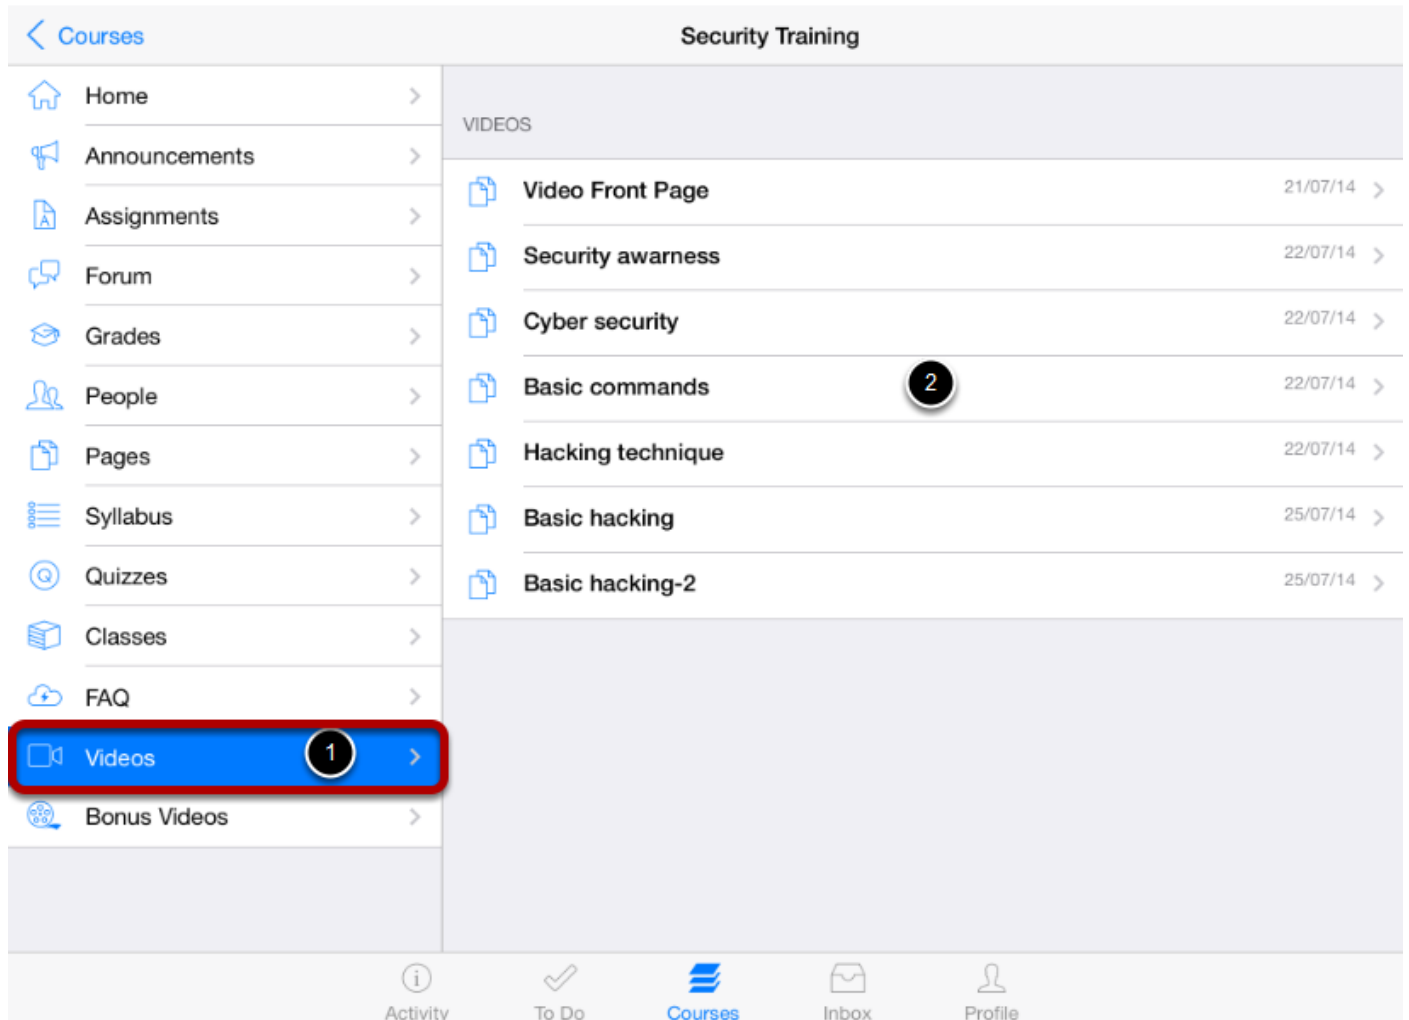 Courses
Security Training
Home
Announcements
Assignments
Forum
Grades
People
Pages
Syllabus
Quizzes
Classes
FAQ
Videos 1
Bonus Videos
VIDEOS
Video Front Page 21/07/14
Security awarness 22/07/14
Cyber security 22/07/14
Basic commands 2 22/07/14
Hacking technique 22/07/14
Basic hacking 25/07/14
Basic hacking-2 25/07/14
Activity To Do Courses Inbox Profile